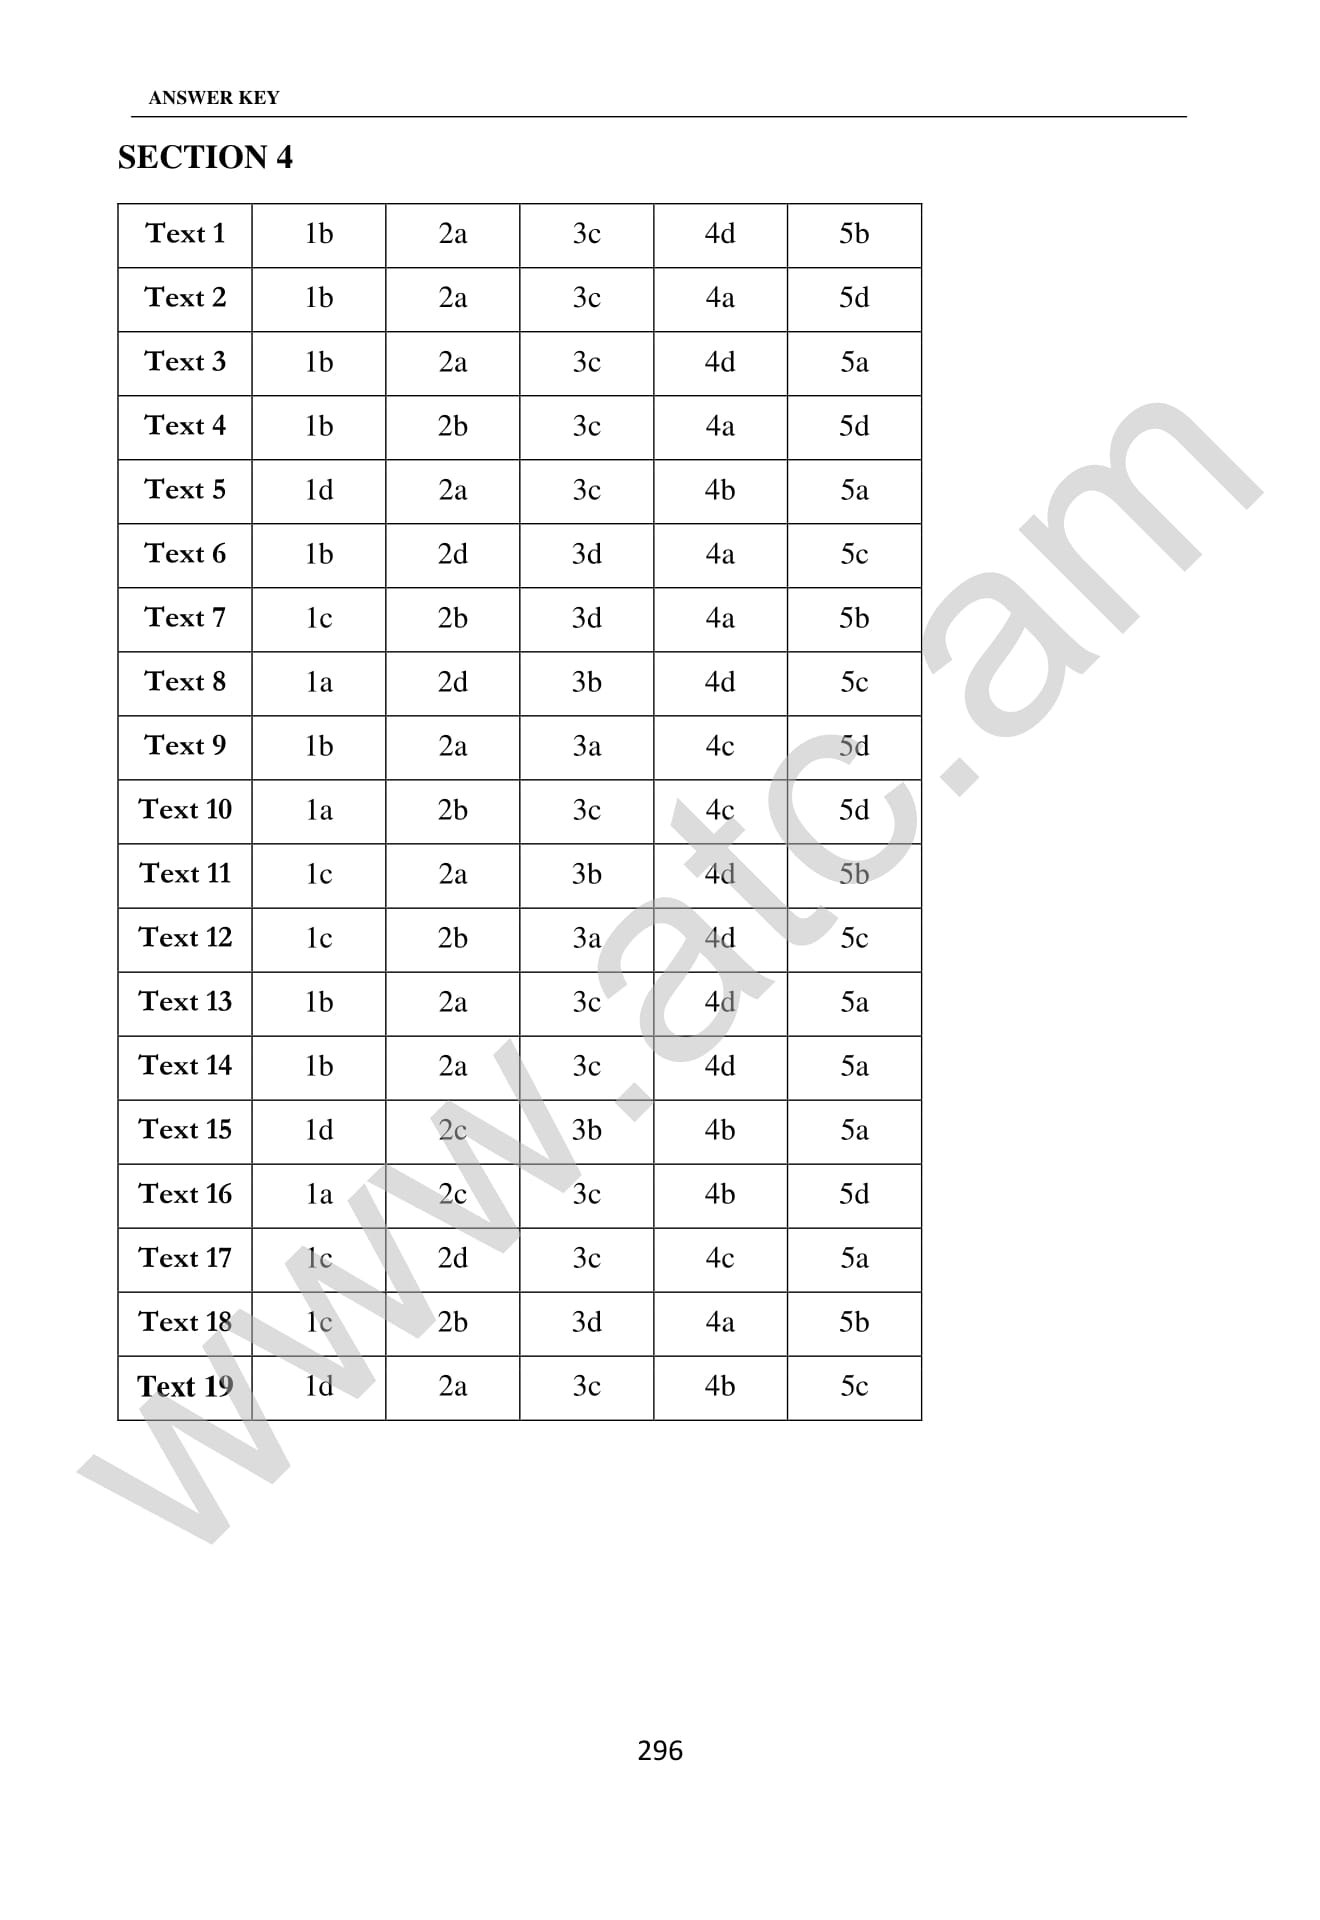 ANSWER KEY
SECTION 4
Text 1 1b 2a 3c 4d 5b
Text 2 1b 2a 3c 4a 5d
Text 3 1b 2a 3c 4d 5a
Text 4 1b 2b 3c 4a 5d
Text 5 1d 2a 3c 4b 5a
Text 6 1b 2d 3d 4a 5c
Text 7 1c 2b 3d 4a 5b
Text 8 1a 2d 3b 4d 5c
Text 9 1b 2a 3a 4c 5d
Text 10 1a 2b 3c 4c 5d
Text 11 1c 2a 3b 4d 5b
Text 12 1c 2b 3a 4d 5c
Text 13 1b 2a 3c 4d 5a
Text 14 1b 2a 3c 4d 5a
Text 15 1d 2c 3b 4b 5a
Text 16 1a 2c 3c 4b 5d
Text 17 1c 2d 3c 4c 5a
Text 18 1c 2b 3d 4a 5b
Text 19 1d 2a 3c 4b 5c
www.atc.am
296